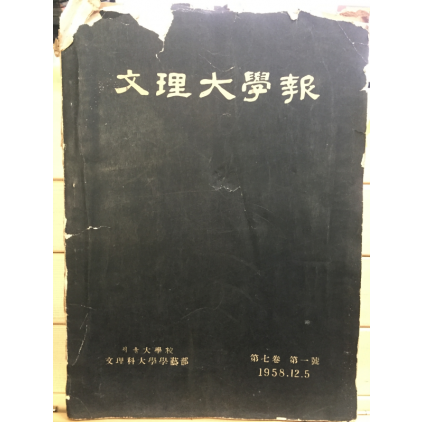 文理大學報
서울大學校
文理科大學學藝部
第七卷 第一號
1958.12.5